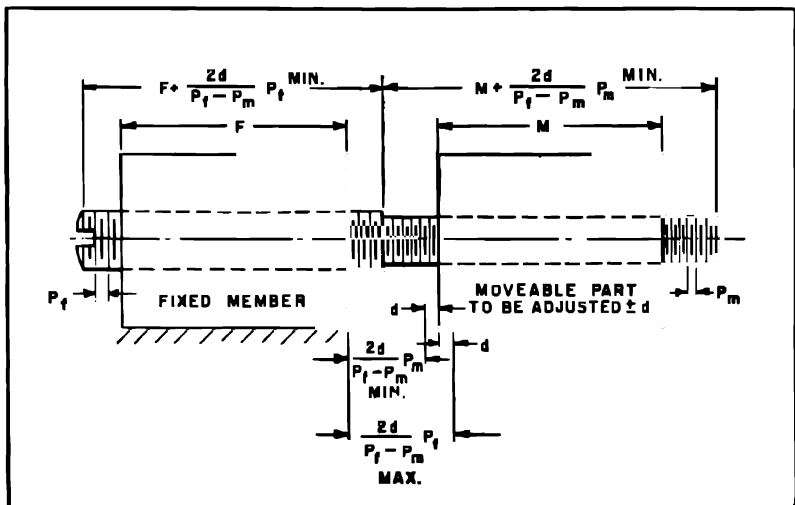 F+ 2d/(Pf – Pm) Pf MIN.
M + 2d/(Pf – Pm) Pm MIN.
F
M
Pf
FIXED MEMBER
MOVEABLE PART
TO BE ADJUSTED ± d
Pm
d
d
2d/(Pf – Pm) Pm
MIN.
2d/(Pf – Pm) Pf
MAX.